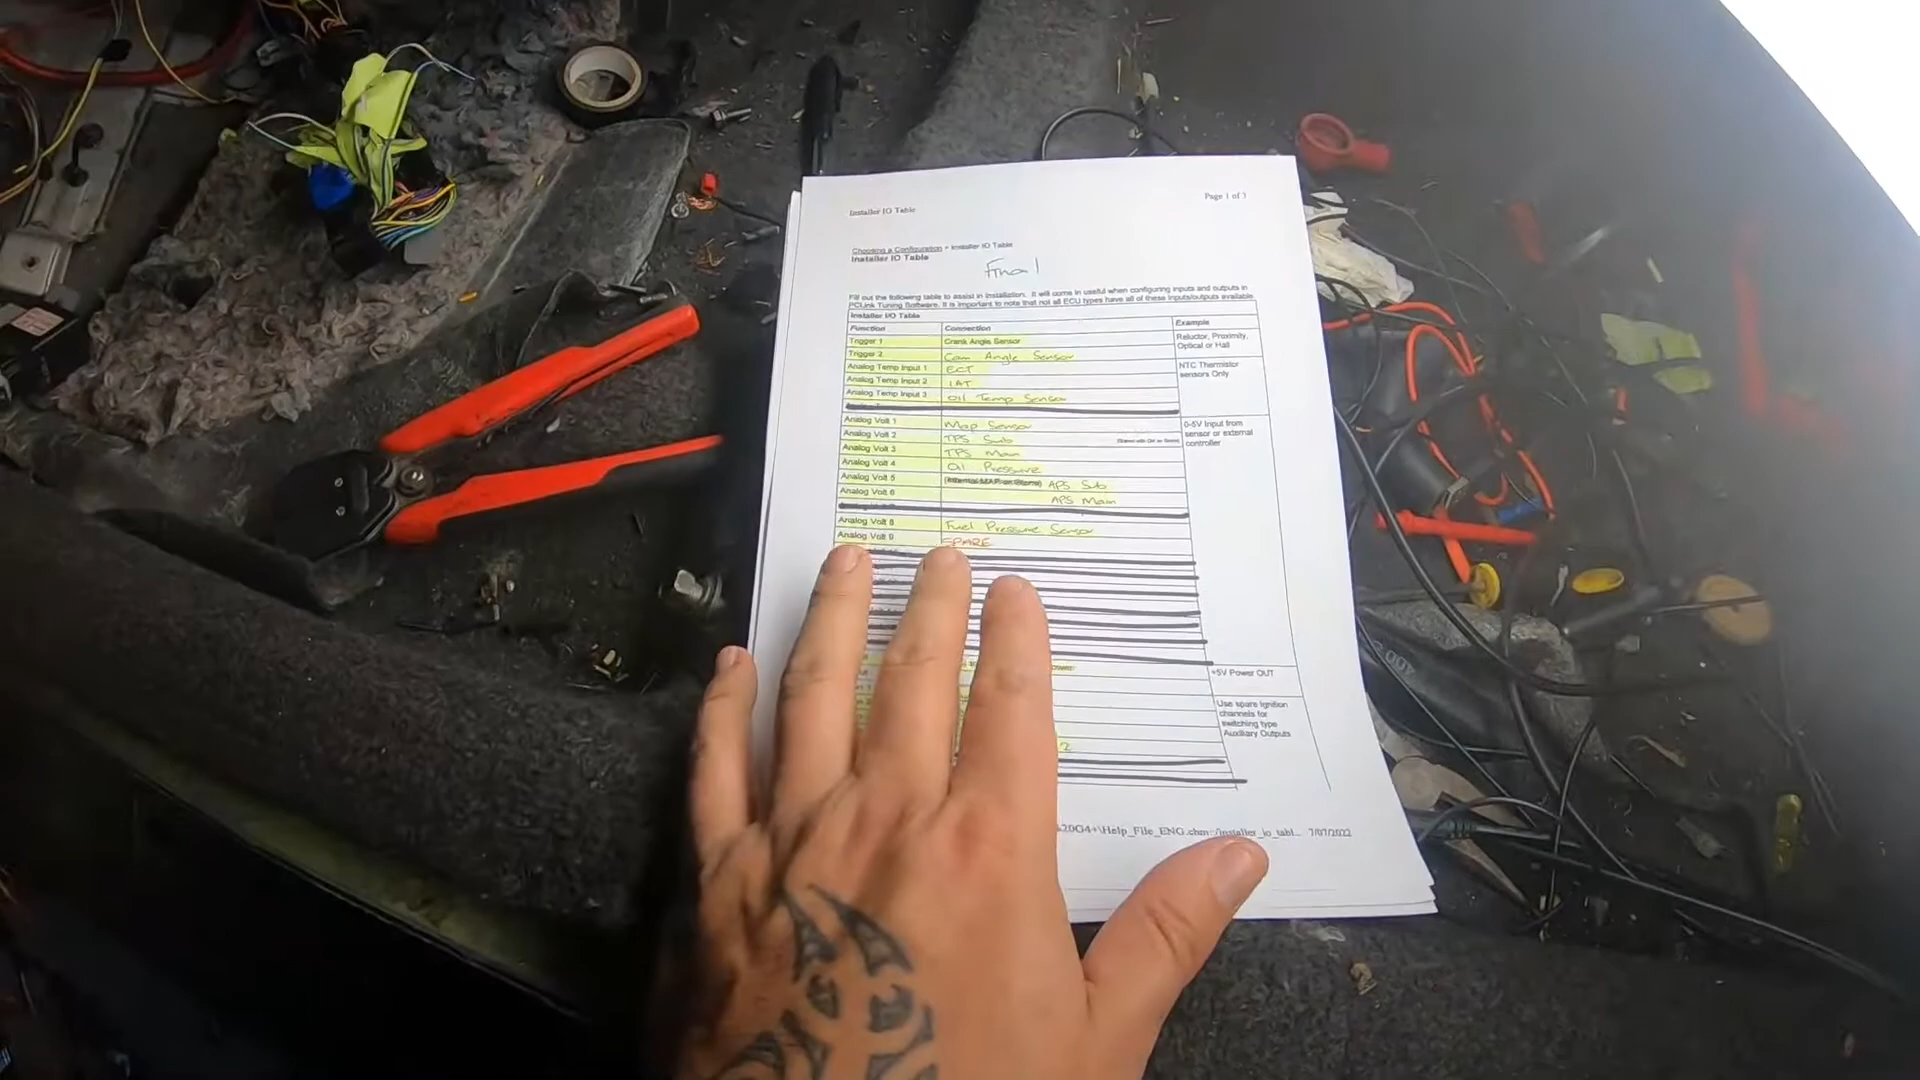 Installer IO Table
Page 1 of 3
Choosing a Configuration > Installer IO Table
Installer IO Table
Final
Fill out the following table to assist in installation. It will come in useful when configuring inputs and outputs in
PCLink Tuning Software. It is important to note that not all ECU types have all of these inputs/outputs available
Installer I/O Table
Function Connection Example
Trigger 1 Crank Angle Sensor Reluctor, Proximity,
Optical or Hall
Trigger 2 Cam Angle Sensor
Analog Temp Input 1 ECT NTC Thermistor
sensors Only
Analog Temp Input 2 IAT
Analog Temp Input 3 Oil Temp Sensor
Analog Volt 1 Map Sensor 0-5V Input from
sensor or external
controller
Analog Volt 2 TPS Sub
Analog Volt 3 TPS Main
Analog Volt 4 Oil Pressure
Analog Volt 5 APS Sub
Analog Volt 6 APS Main
Analog Volt 8 Fuel Pressure Sensor
Analog Volt 9 SPARE
+5V Power OUT
Use spare Ignition
channels for
switching type
Auxiliary Outputs
2
%20G4+\Help_File_ENG.chm::/installer_io_tabl... 7/07/2022